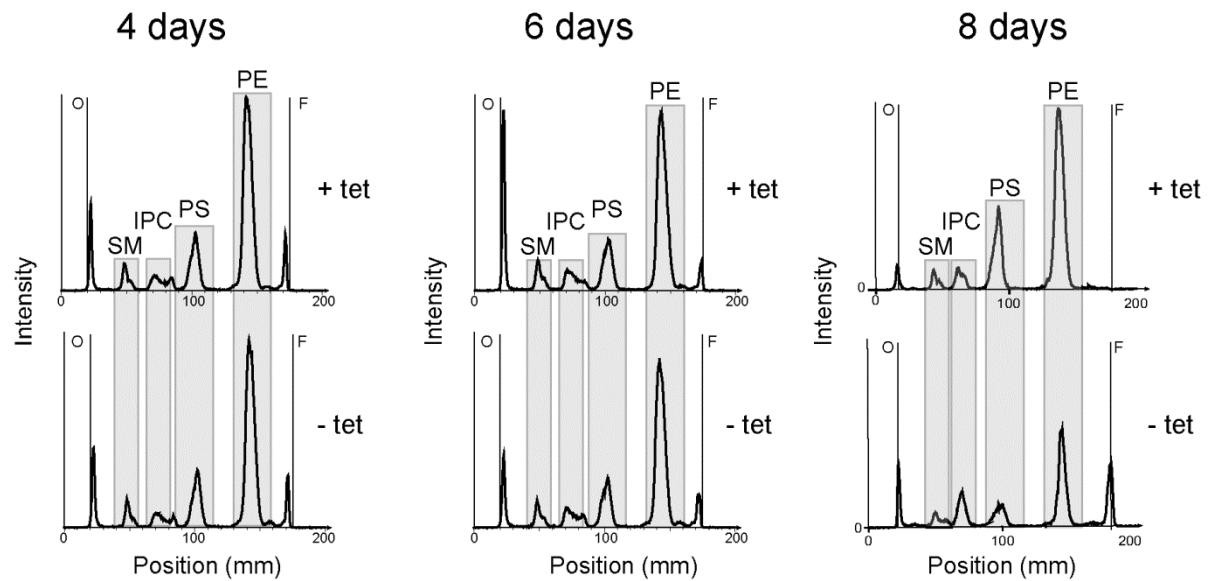 4 days
6 days
8 days
O
SM
IPC
PS
PE
F
+ tet
Intensity
0
100
200
O
- tet
F
0
100
200
Position (mm)
O
SM
IPC
PS
PE
F
+ tet
Intensity
0
100
200
O
- tet
F
0
100
200
Position (mm)
O
SM
IPC
PS
PE
F
+ tet
Intensity
0
0
100
200
O
- tet
F
0
0
100
200
Position (mm)